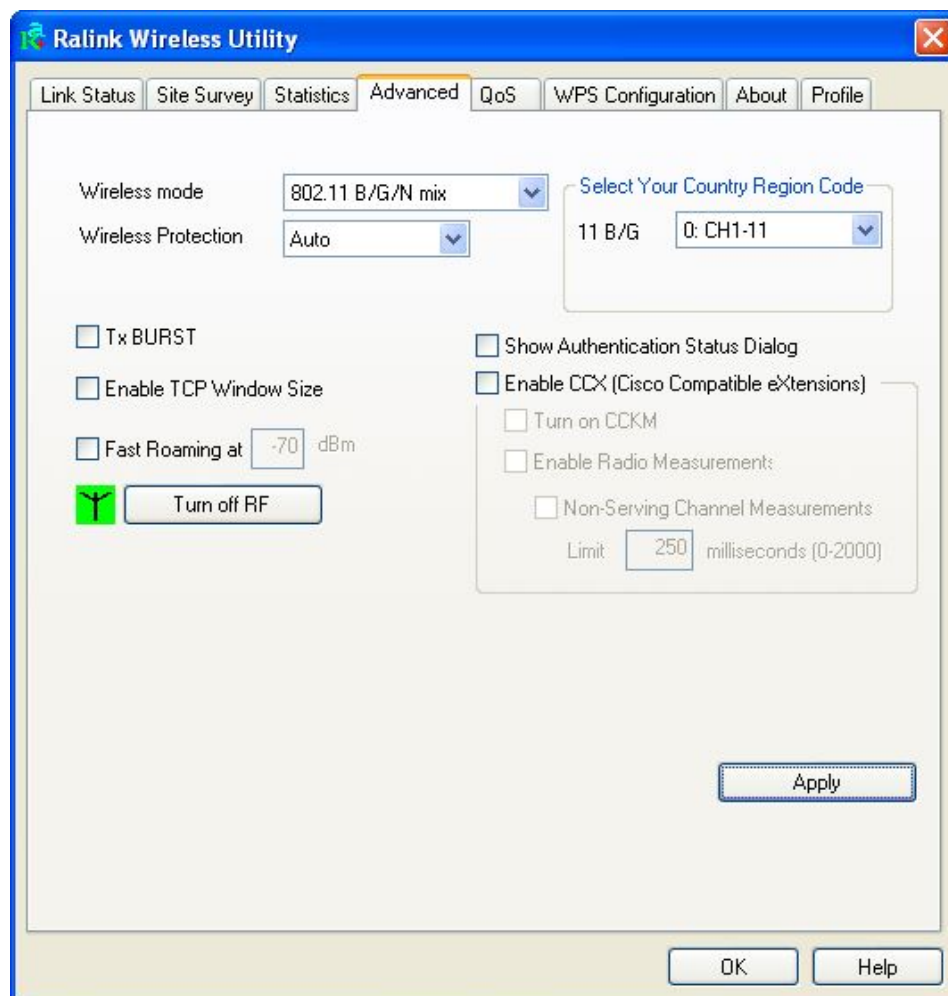 Ralink Wireless Utility
Link Status Site Survey Statistics Advanced QoS WPS Configuration About Profile
Wireless mode 802.11 B/G/N mix
Wireless Protection Auto
Select Your Country Region Code
11 B/G 0: CH1-11
Tx BURST
Enable TCP Window Size
Fast Roaming at -70 dBm
Turn off RF
Show Authentication Status Dialog
Enable CCX (Cisco Compatible eXtensions)
Turn on CCKM
Enable Radio Measurements
Non-Serving Channel Measurements
Limit 250 milliseconds (0-2000)
Apply
OK Help